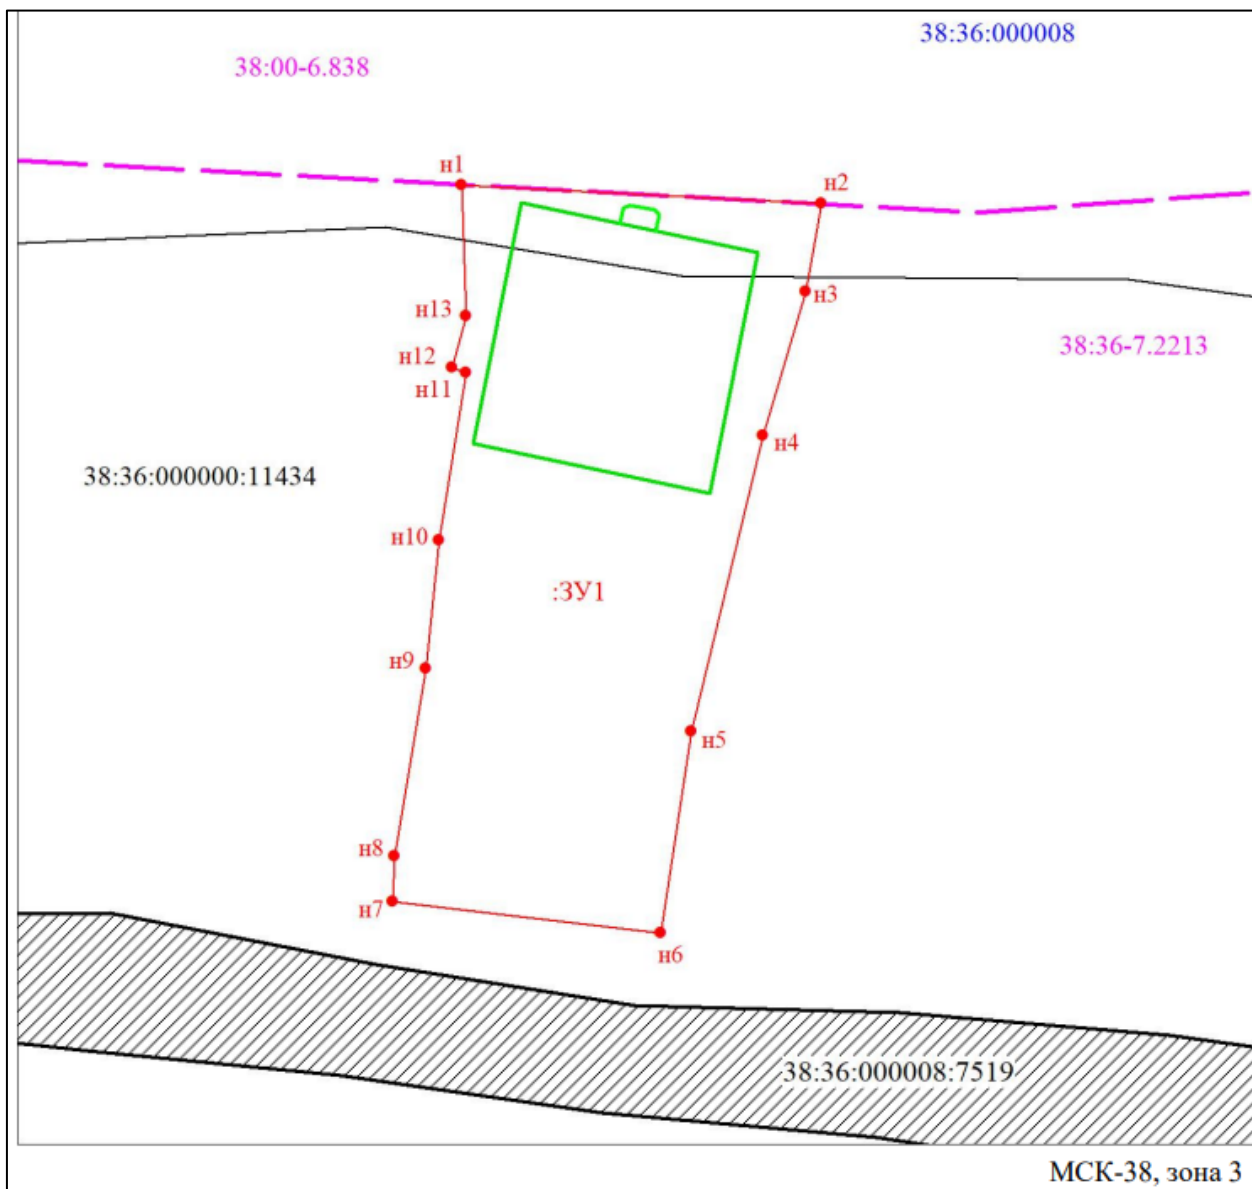 38:36:000008
38:00-6.838
н1
н2
н3
н13
38:36-7.2213
н12
н11
н4
38:36:000000:11434
н10
:ЗУ1
н9
н5
н8
н7
н6
38:36:000008:7519
МСК-38, зона 3